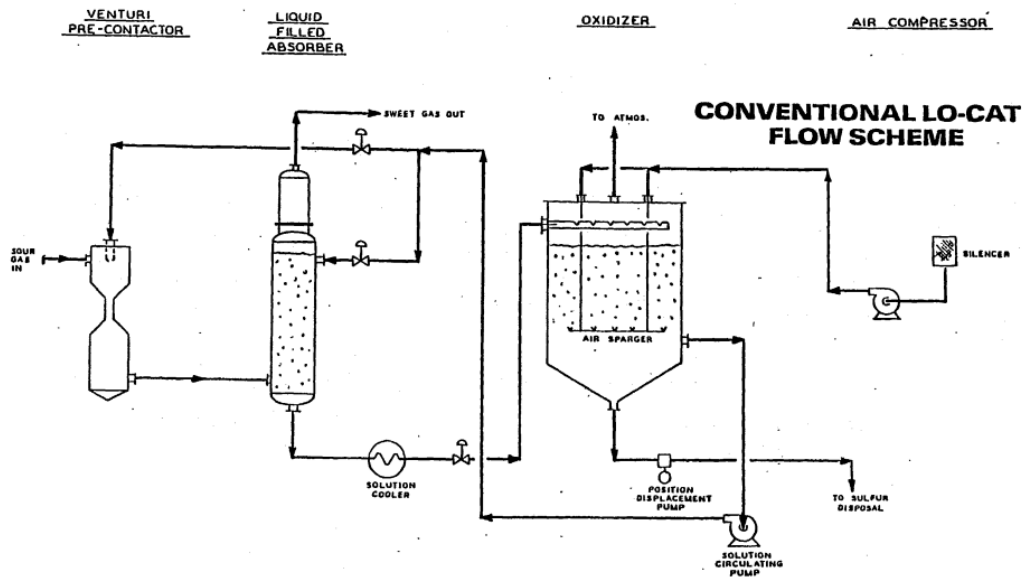 VENTURI
PRE-CONTACTOR
LIQUID
FILLED
ABSORBER
OXIDIZER
AIR COMPRESSOR
CONVENTIONAL LO-CAT
FLOW SCHEME
SWEET GAS OUT
TO ATMOS.
SOUR
GAS
IN
SILENCER
AIR SPARGER
SOLUTION
COOLER
POSITION
DISPLACEMENT
PUMP
TO SULFUR
DISPOSAL
SOLUTION
CIRCULATING
PUMP